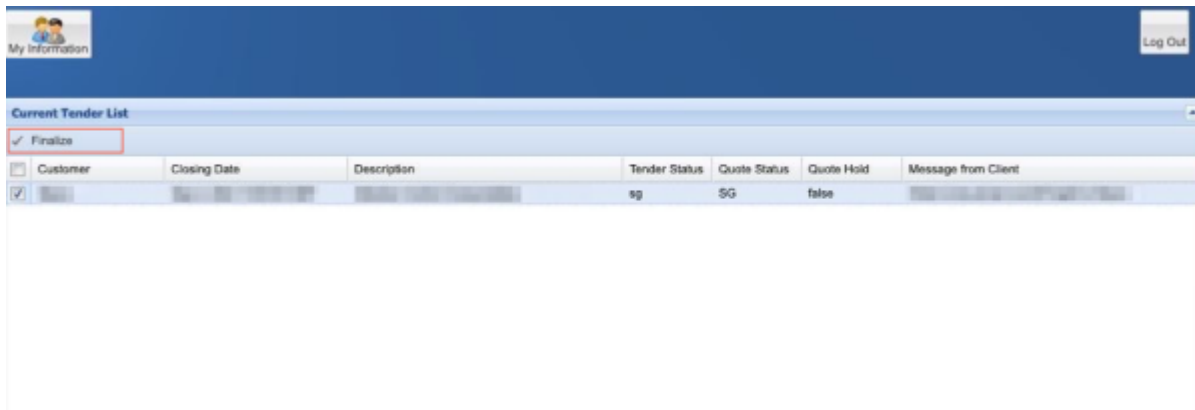 My Information
Log Out
Current Tender List
Finalize
Customer Closing Date Description Tender Status Quote Status Quote Hold Message from Client
sg SG false